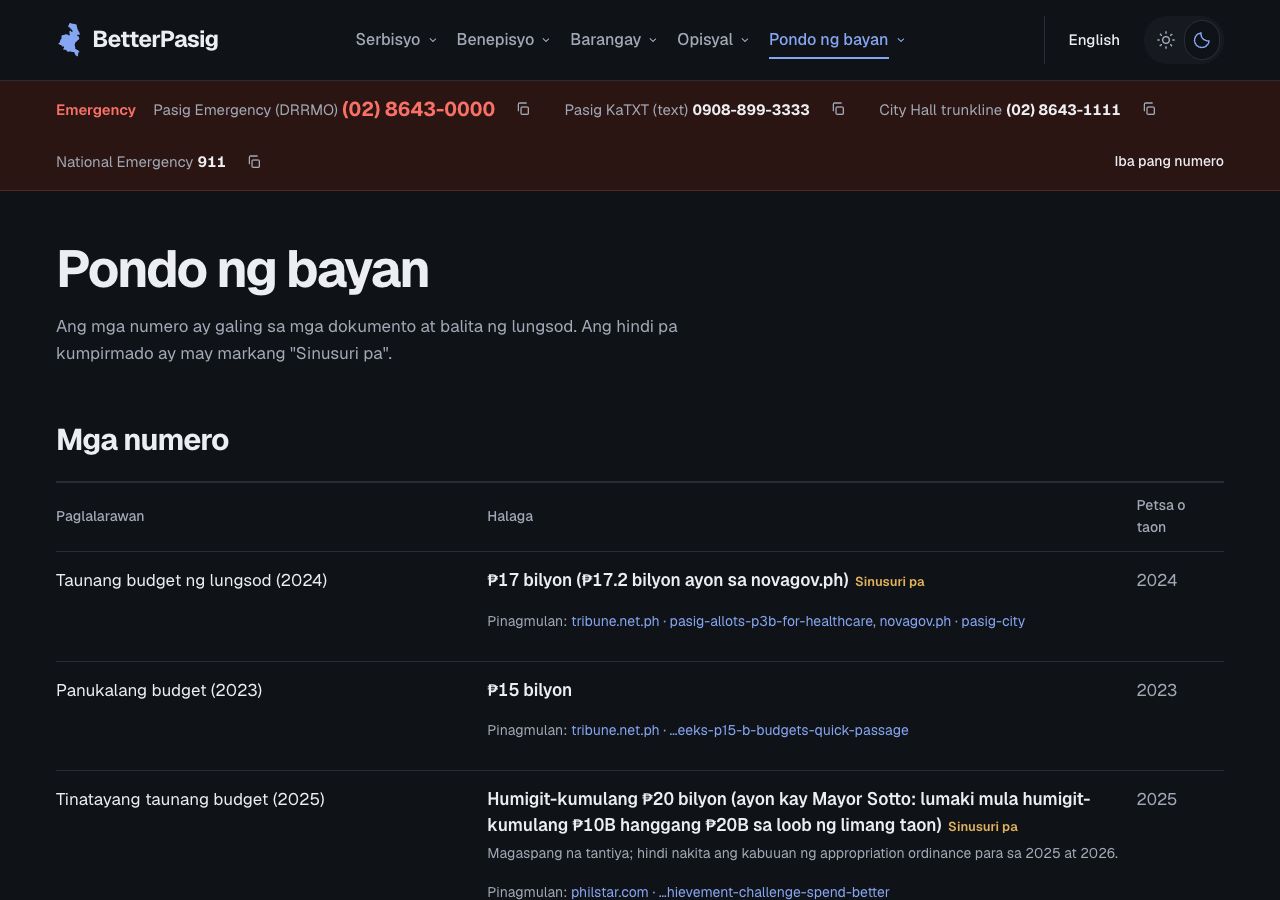 BetterPasig
Serbisyo Benepisyo Barangay Opisyal Pondo ng bayan
English
Emergency Pasig Emergency (DRRMO) (02) 8643-0000 Pasig KaTXT (text) 0908-899-3333 City Hall trunkline (02) 8643-1111
National Emergency 911 Iba pang numero
Pondo ng bayan
Ang mga numero ay galing sa mga dokumento at balita ng lungsod. Ang hindi pa
kumpirmado ay may markang "Sinusuri pa".
Mga numero
Paglalarawan Halaga Petsa o
taon
Taunang budget ng lungsod (2024) ₱17 bilyon (₱17.2 bilyon ayon sa novagov.ph) Sinusuri pa 2024
Pinagmulan: tribune.net.ph · pasig-allots-p3b-for-healthcare, novagov.ph · pasig-city
Panukalang budget (2023) ₱15 bilyon 2023
Pinagmulan: tribune.net.ph · …eeks-p15-b-budgets-quick-passage
Tinatayang taunang budget (2025) Humigit-kumulang ₱20 bilyon (ayon kay Mayor Sotto: lumaki mula humigit- 2025
kumulang ₱10B hanggang ₱20B sa loob ng limang taon) Sinusuri pa
Magaspang na tantiya; hindi nakita ang kabuuan ng appropriation ordinance para sa 2025 at 2026.
Pinagmulan: philstar.com · …hievement-challenge-spend-better